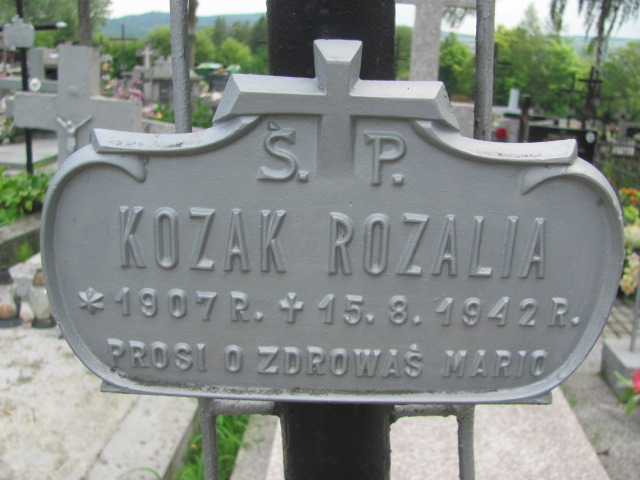 Ś. P.
KOZAK ROZALIA
* 1907 R. ✝ 15. 8. 1942 R.
PROSI O ZDROWAŚ MARIO